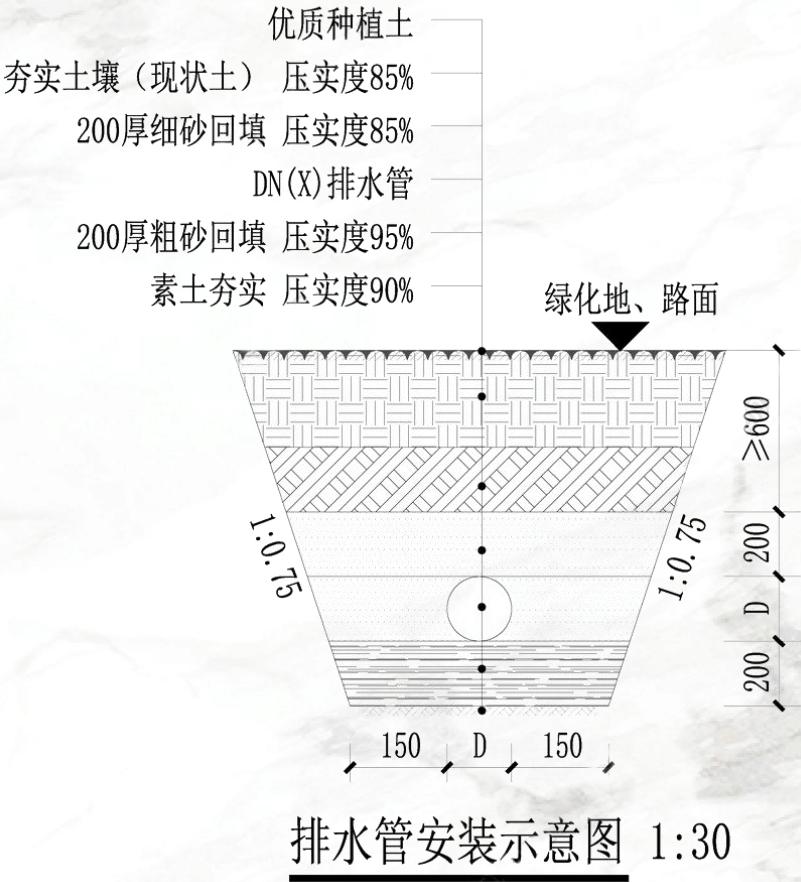 优质种植土
夯实土壤（现状土） 压实度85%
200厚细砂回填 压实度85%
DN(X)排水管
200厚粗砂回填 压实度95%
素土夯实 压实度90%
绿化地、路面
≥600
1:0.75
1:0.75
200
D
200
150 D 150
排水管安装示意图 1:30